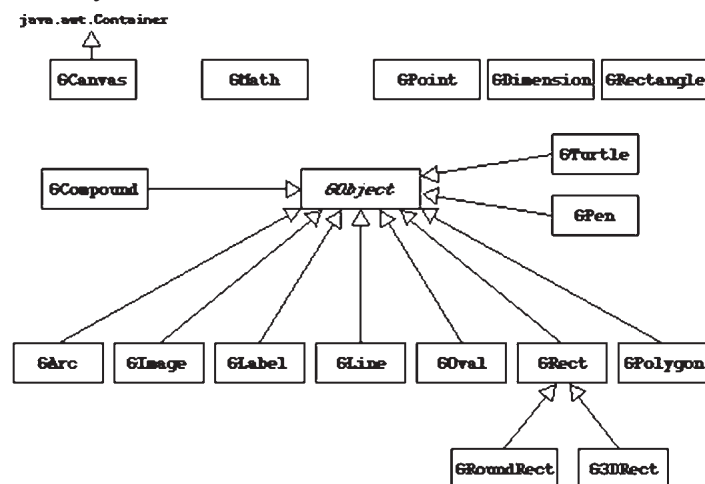 java.awt.Container
GCanvas
GMath
GPoint
GDimension
GRectangle
GTurtle
GCompound
GObject
GPen
GArc
GImage
GLabel
GLine
GOval
GRect
GPolygon
GRoundRect
G3DRect